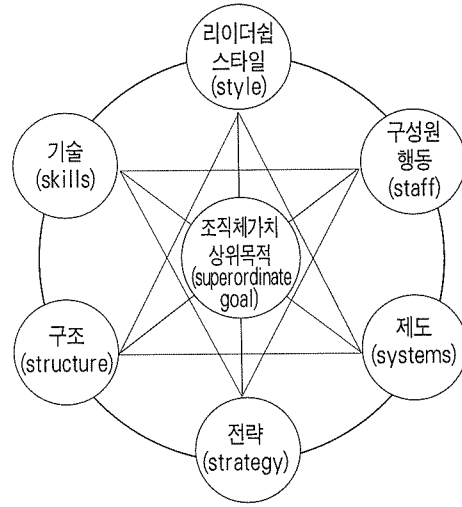 리이더쉽
스타일
(style)
기술
(skills)
구성원
행동
(staff)
조직체가치
상위목적
(superordinate
goal)
구조
(structure)
제도
(systems)
전략
(strategy)